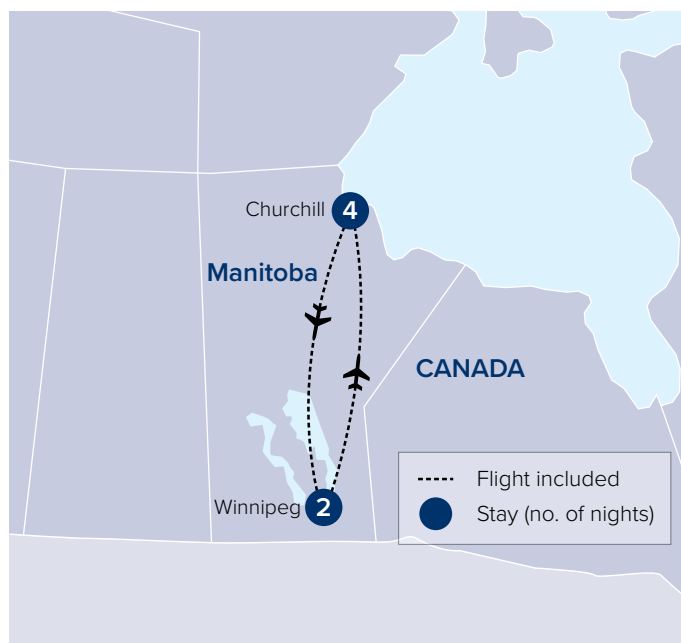 Churchill 4
Manitoba
CANADA
Flight included
Stay (no. of nights)
Winnipeg 2